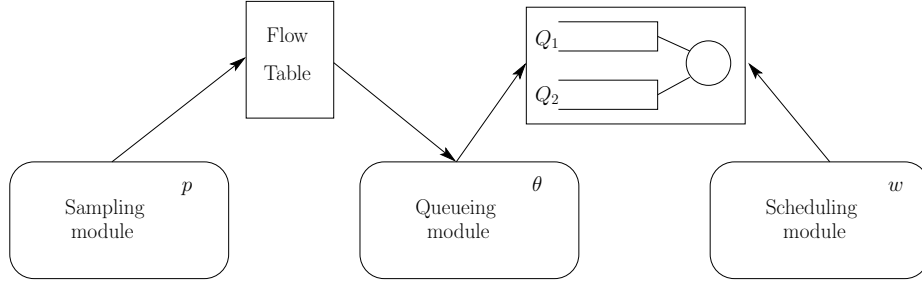 Flow
Table
Q₁
Q₂
p
Sampling
module
θ
Queueing
module
w
Scheduling
module